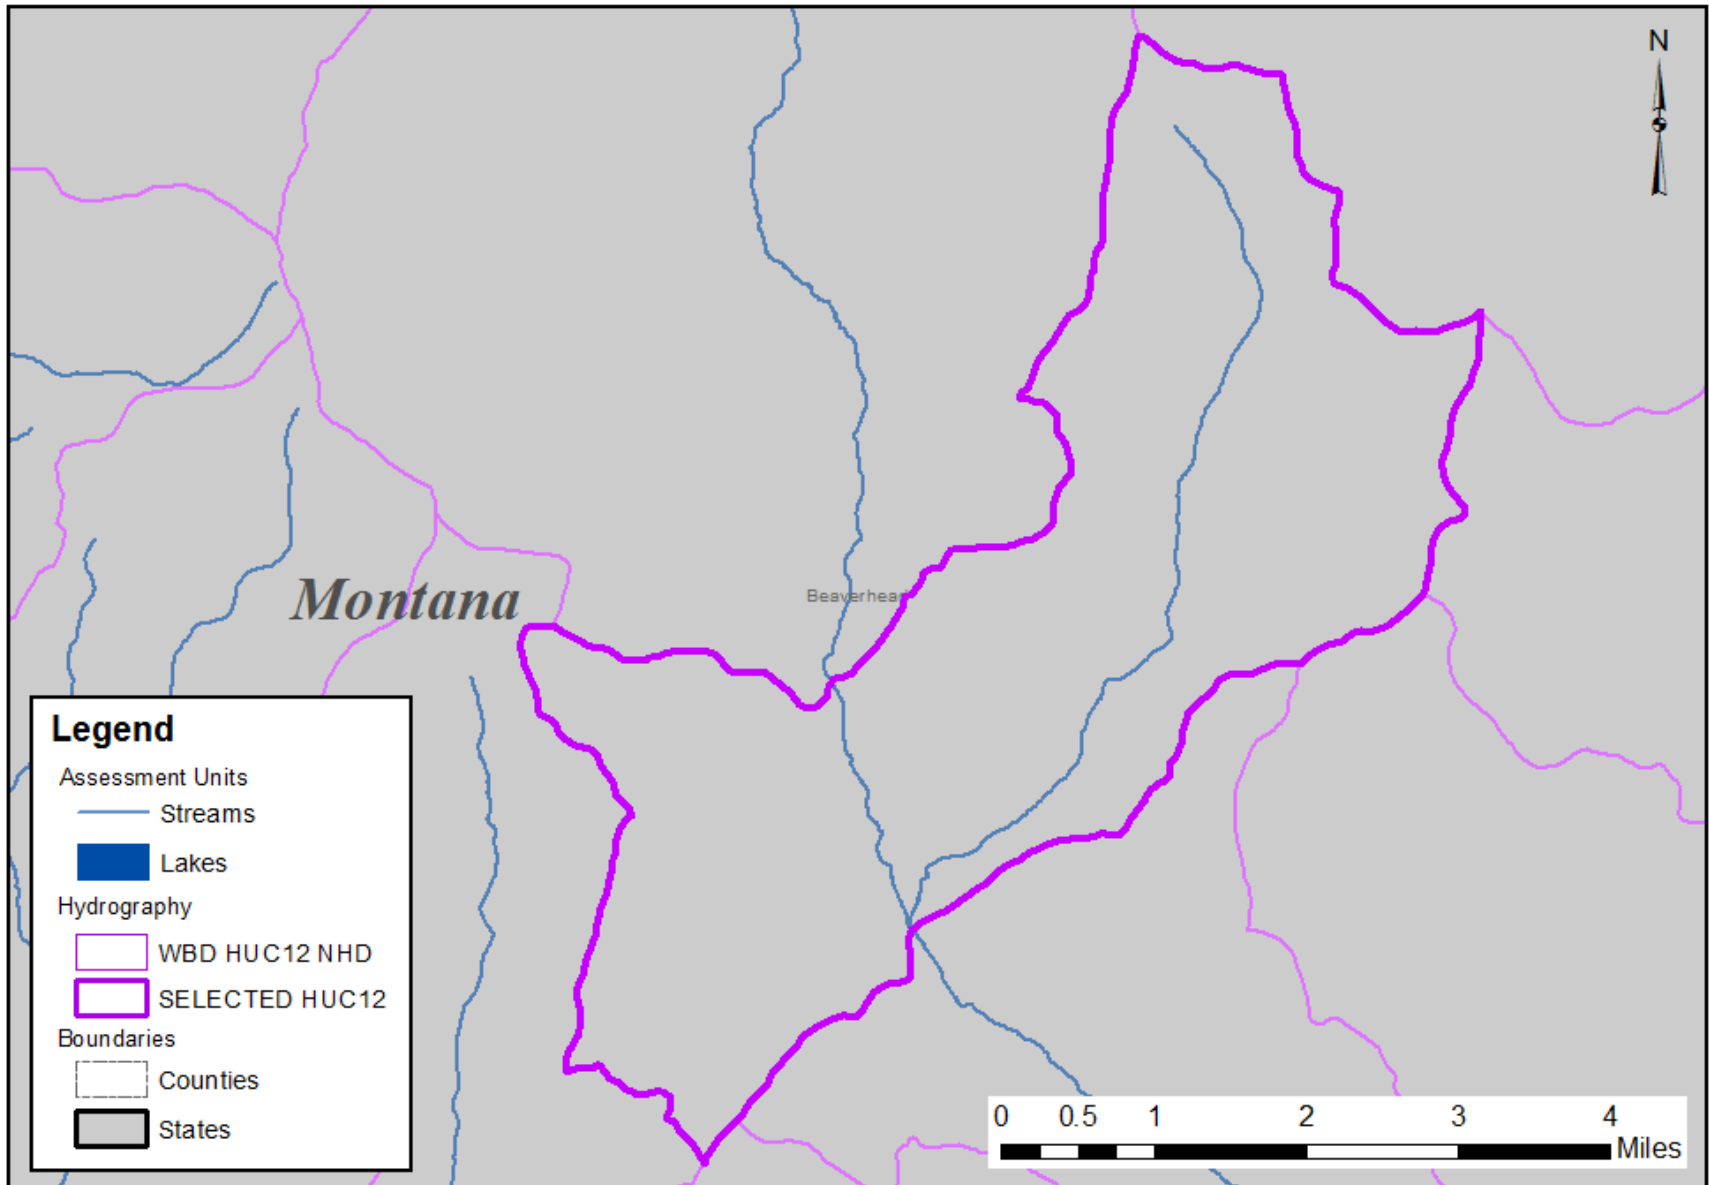 N
Beaverhead
Montana
Legend
Assessment Units
Streams
Lakes
Hydrography
WBD HUC12 NHD
SELECTED HUC12
Boundaries
Counties
States
0 0.5 1 2 3 4
Miles